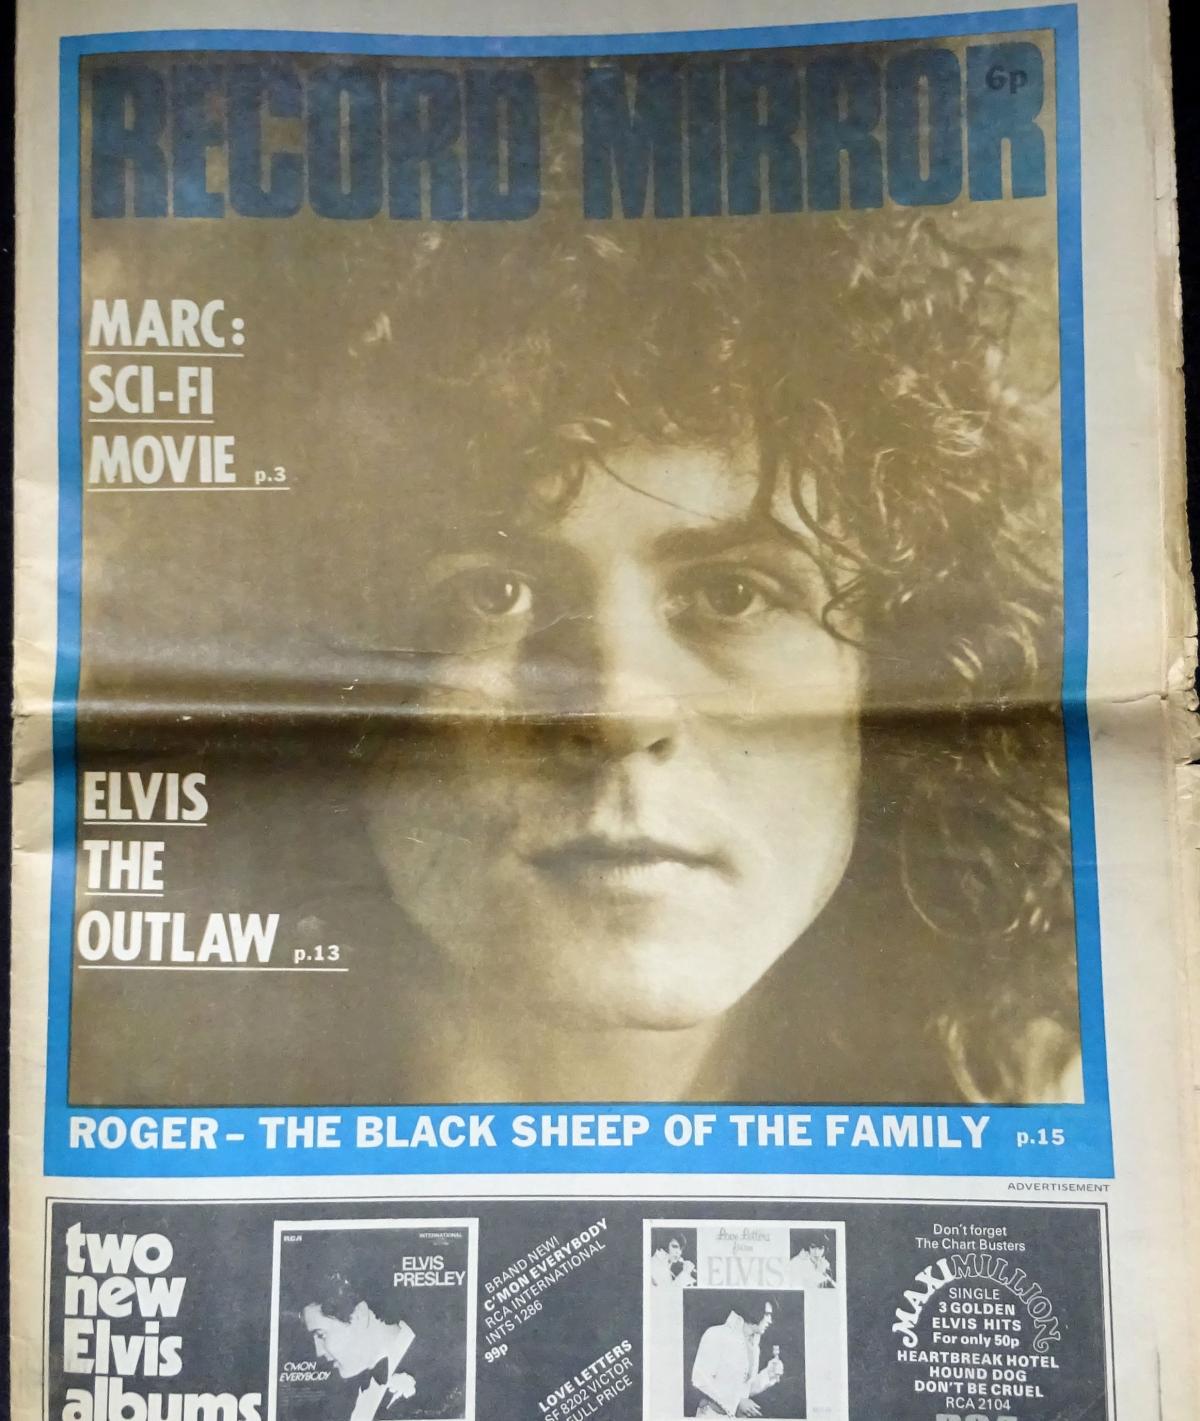 RECORD MIRROR
6p
MARC:
SCI-FI
MOVIE p.3
ELVIS
THE
OUTLAW p.13
ROGER – THE BLACK SHEEP OF THE FAMILY p.15
ADVERTISEMENT
two
new
Elvis
albums
RCA
INTERNATIONAL
ELVIS
PRESLEY
C'MON
EVERYBODY
BRAND NEW!
C'MON EVERYBODY
RCA INTERNATIONAL
INTS 1286
99p
LOVE LETTERS
SF 8202 VICTOR
FULL PRICE
Love Letters
from
ELVIS
Don't forget
The Chart Busters
MAXIMILLION
SINGLE
3 GOLDEN
ELVIS HITS
For only 50p
HEARTBREAK HOTEL
HOUND DOG
DON'T BE CRUEL
RCA 2104